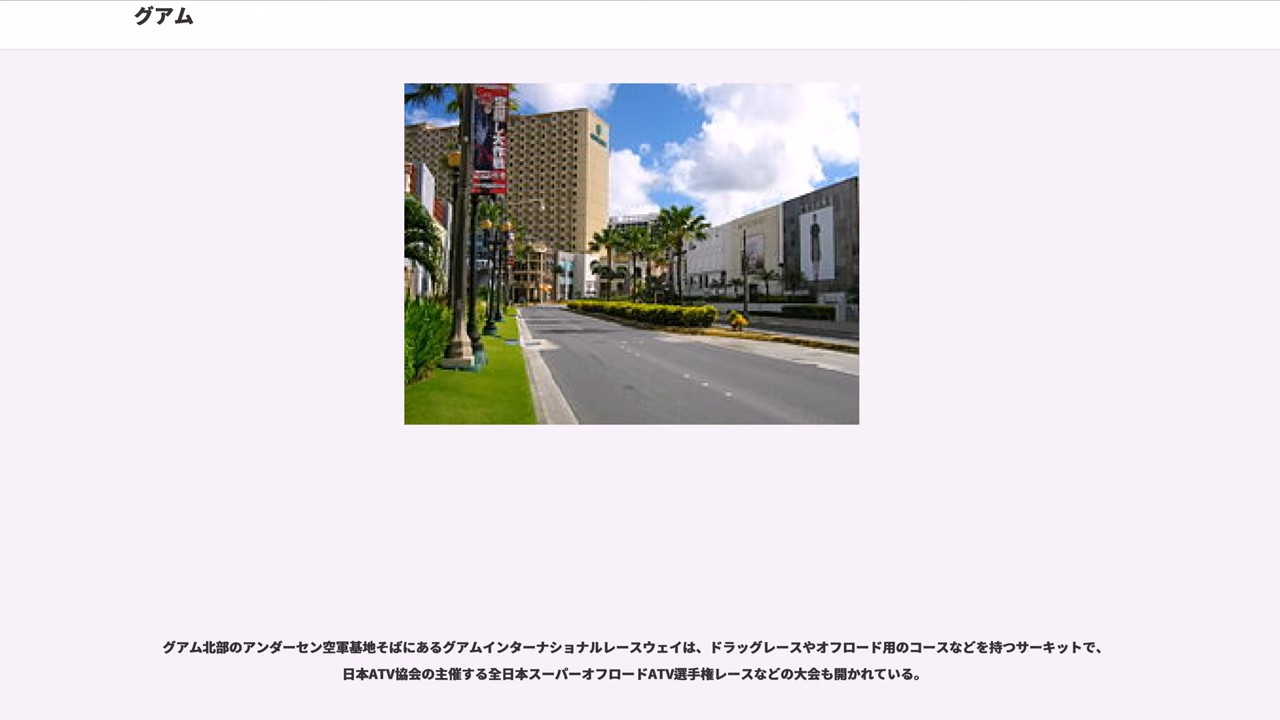 グアム
グアム北部のアンダーセン空軍基地そばにあるグアムインターナショナルレースウェイは、ドラッグレースやオフロード用のコースなどを持つサーキットで、
日本ATV協会の主催する全日本スーパーオフロードATV選手権レースなどの大会も開かれている。